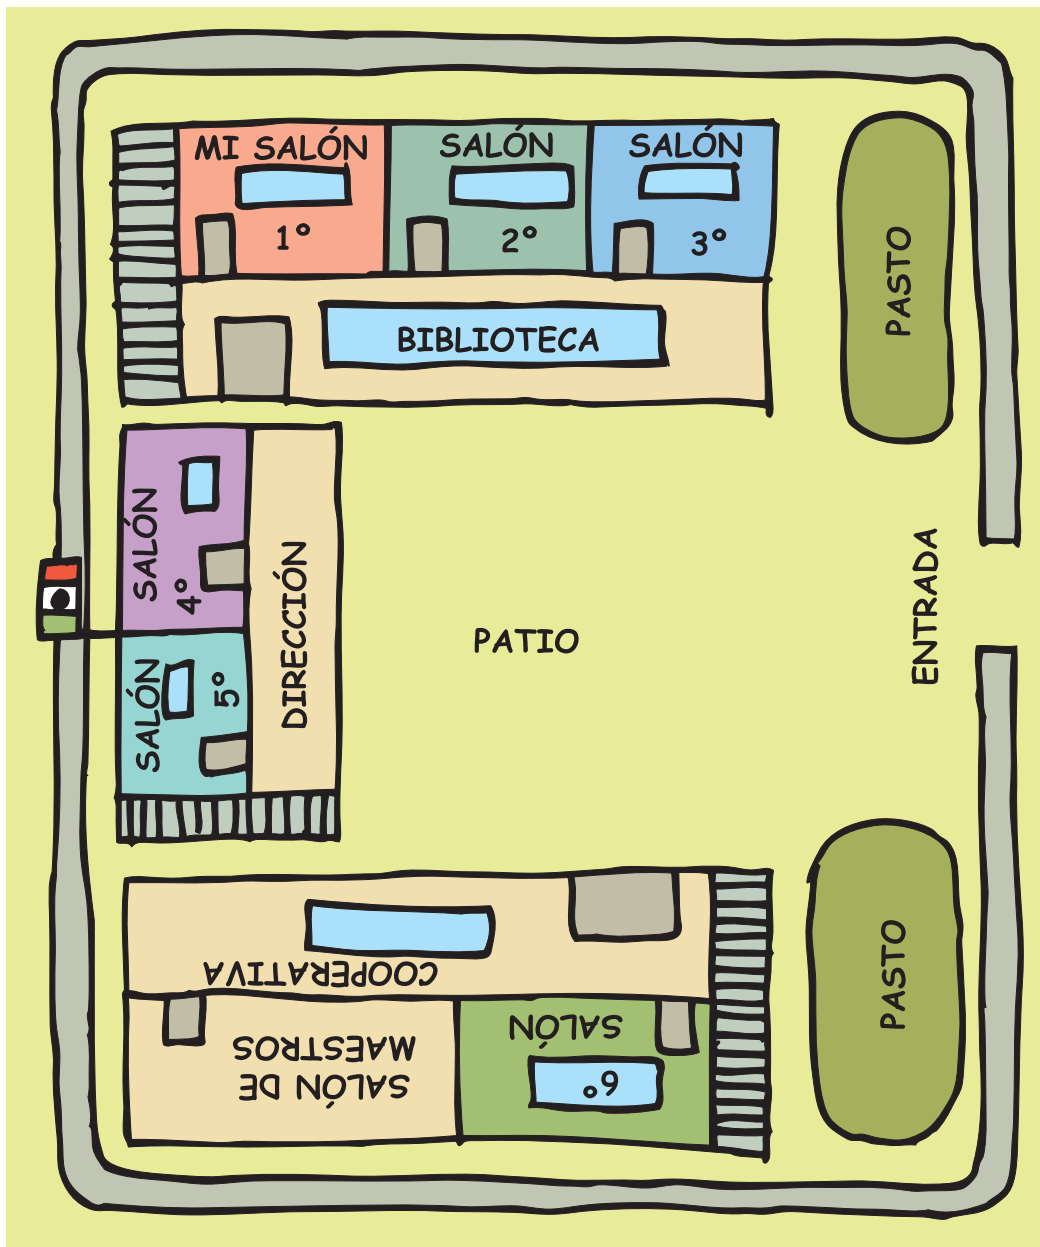 MI SALÓN
1°
SALÓN
2°
SALÓN
3°
BIBLIOTECA
PASTO
SALÓN
4°
SALÓN
5°
DIRECCIÓN
PATIO
ENTRADA
COOPERATIVA
SALÓN DE
MAESTROS
SALÓN
6°
PASTO